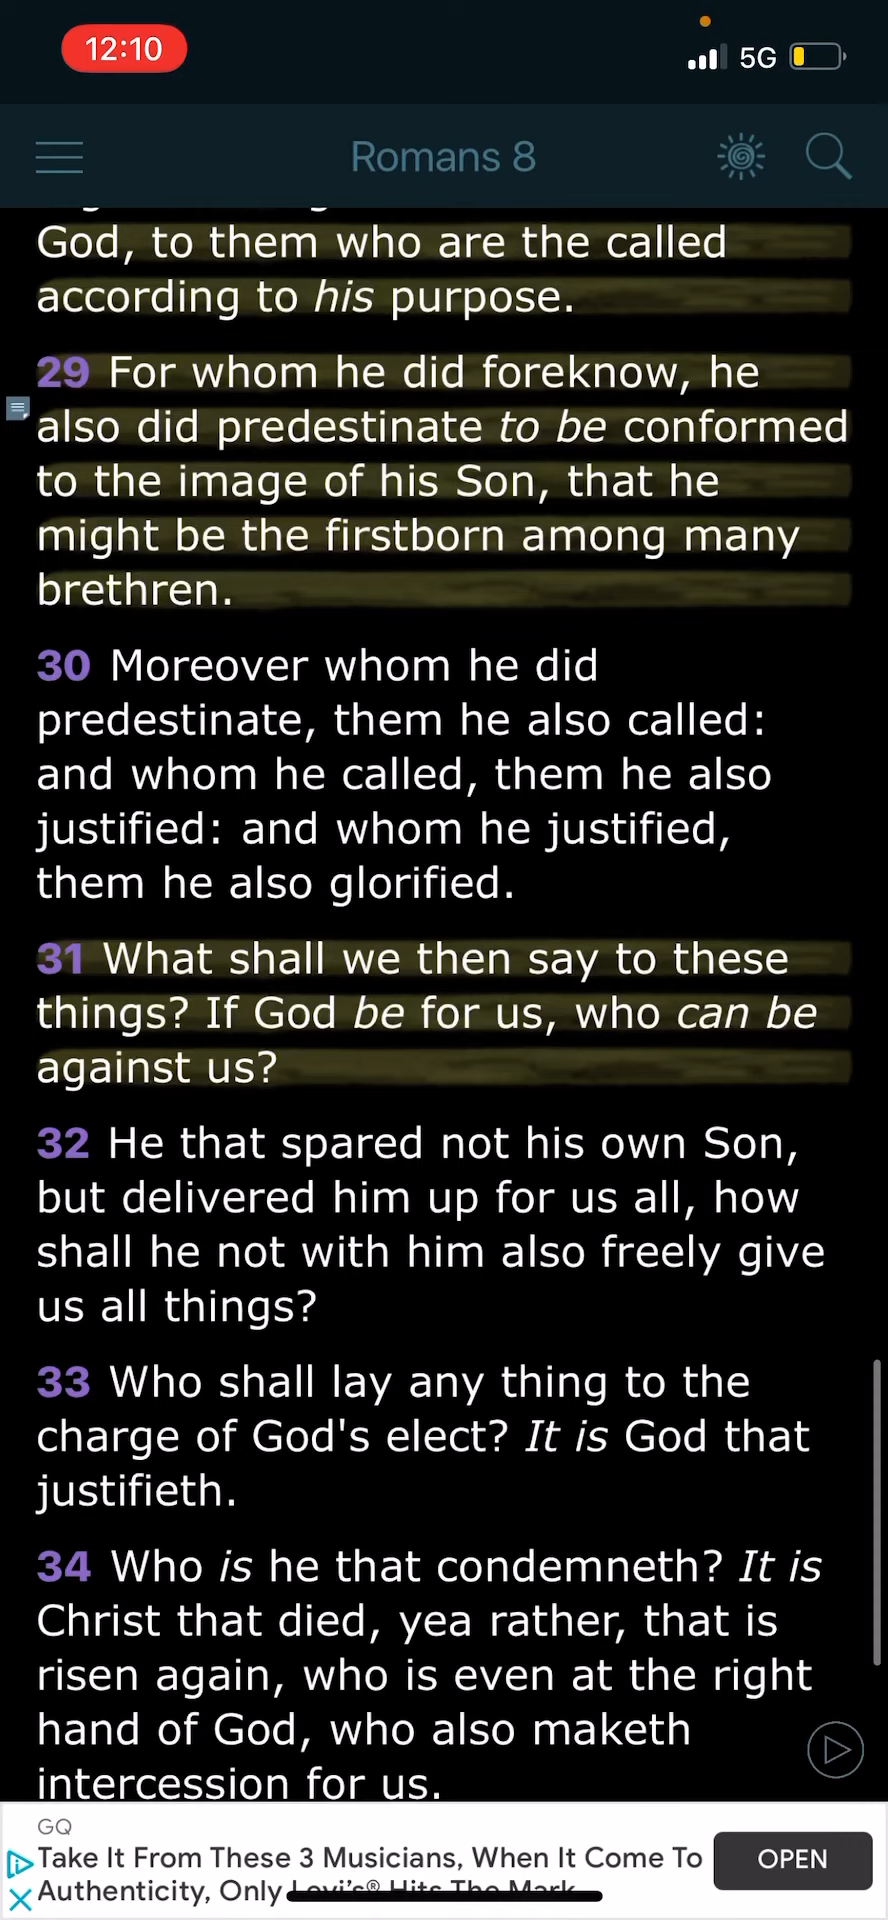 12:10
5G
Romans 8
God, to them who are the called
according to his purpose.
29 For whom he did foreknow, he
also did predestinate to be conformed
to the image of his Son, that he
might be the firstborn among many
brethren.
30 Moreover whom he did
predestinate, them he also called:
and whom he called, them he also
justified: and whom he justified,
them he also glorified.
31 What shall we then say to these
things? If God be for us, who can be
against us?
32 He that spared not his own Son,
but delivered him up for us all, how
shall he not with him also freely give
us all things?
33 Who shall lay any thing to the
charge of God's elect? It is God that
justifieth.
34 Who is he that condemneth? It is
Christ that died, yea rather, that is
risen again, who is even at the right
hand of God, who also maketh
intercession for us.
GQ
Take It From These 3 Musicians, When It Come To
Authenticity, Only Levi's® Hits The Mark
OPEN